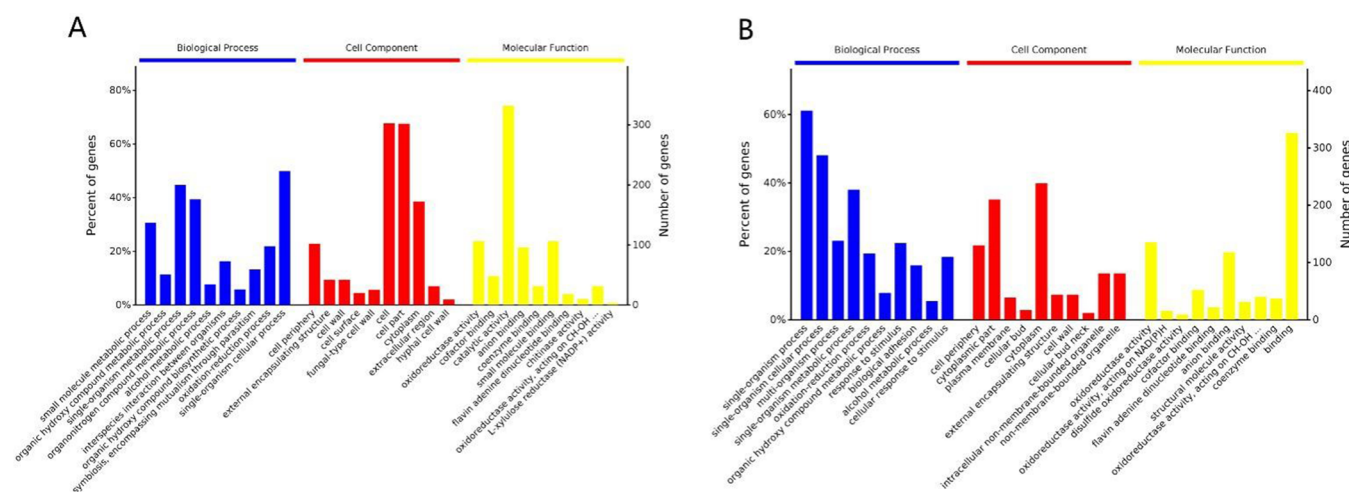 A
Biological Process
Cell Component
Molecular Function
Percent of genes
80%
60%
40%
20%
0%
Number of genes
300
200
100
0
small molecule metabolic process
organic hydroxy compound metabolic process
single-organism metabolic process
organonitrogen compound metabolic process
alcohol metabolic process
interspecies interaction between organisms
organic hydroxy compound biosynthetic process
symbiosis, encompassing mutualism through parasitism
oxidation-reduction process
single-organism cellular process
cell periphery
external encapsulating structure
cell wall
cell surface
fungal-type cell wall
cell
cell part
cytoplasm
extracellular region
hyphal cell wall
oxidoreductase activity
cofactor binding
catalytic activity
anion binding
coenzyme binding
small molecule binding
flavin adenine dinucleotide binding
chitinase activity
oxidoreductase activity, acting on CH-OH ...
L-xylulose reductase (NADP+) activity
B
Biological Process
Cell Component
Molecular Function
Percent of genes
60%
40%
20%
0%
Number of genes
400
300
200
100
0
single-organism process
single-organism cellular process
multi-organism process
single-organism metabolic process
oxidation-reduction process
organic hydroxy compound metabolic process
response to stimulus
biological adhesion
alcohol metabolic process
cellular response to stimulus
cell periphery
cytoplasmic part
plasma membrane
cellular bud
cytoplasm
external encapsulating structure
cell wall
cellular bud neck
intracellular non-membrane-bounded organelle
non-membrane-bounded organelle
oxidoreductase activity
oxidoreductase activity, acting on NAD(P)H
disulfide oxidoreductase activity
cofactor binding
flavin adenine dinucleotide binding
anion binding
structural molecule activity
oxidoreductase activity, acting on CH-OH ...
coenzyme binding
binding